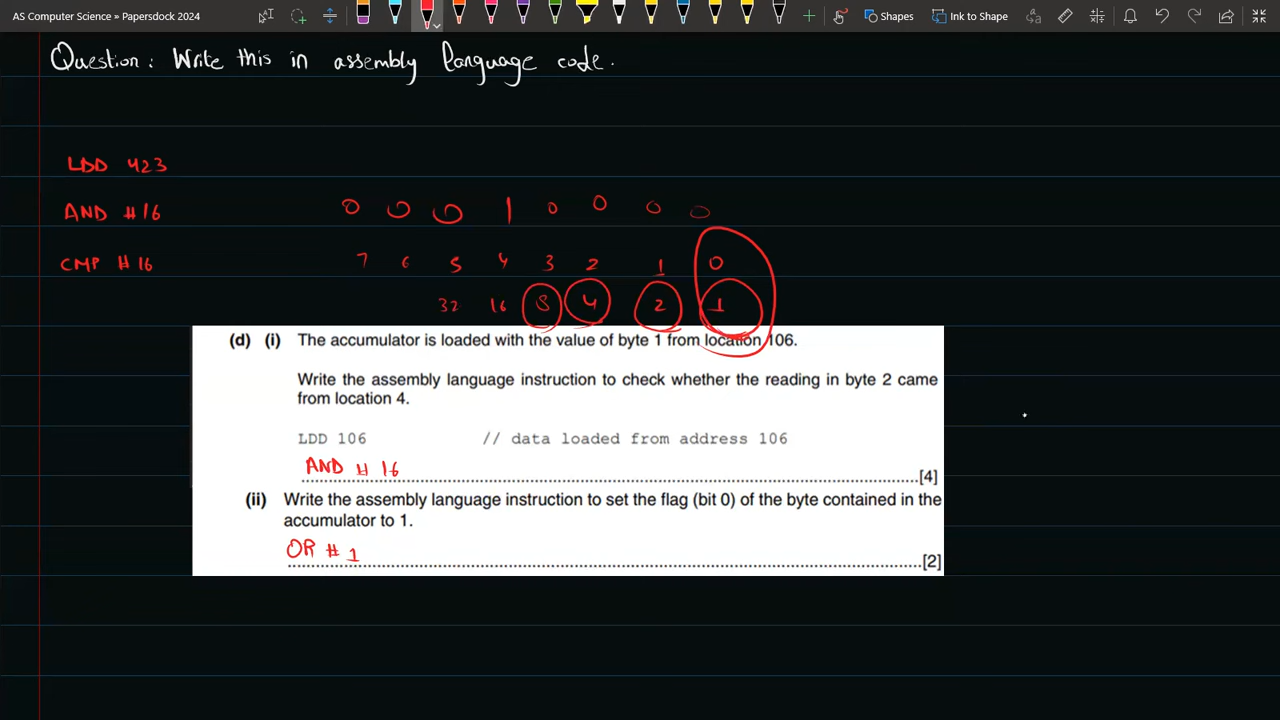 AS Computer Science » Papersdock 2024
Shapes
Ink to Shape
Question: Write this in assembly language code.
LDD 423
AND #16
0 0 0 1 0 0 0 0
CMP #16
7 6 5 4 3 2 1 0
32 16 8 4 2 1
(d) (i) The accumulator is loaded with the value of byte 1 from location 106.
Write the assembly language instruction to check whether the reading in byte 2 came
from location 4.
LDD 106 // data loaded from address 106
AND #16
[4]
(ii) Write the assembly language instruction to set the flag (bit 0) of the byte contained in the
accumulator to 1.
OR #1
[2]